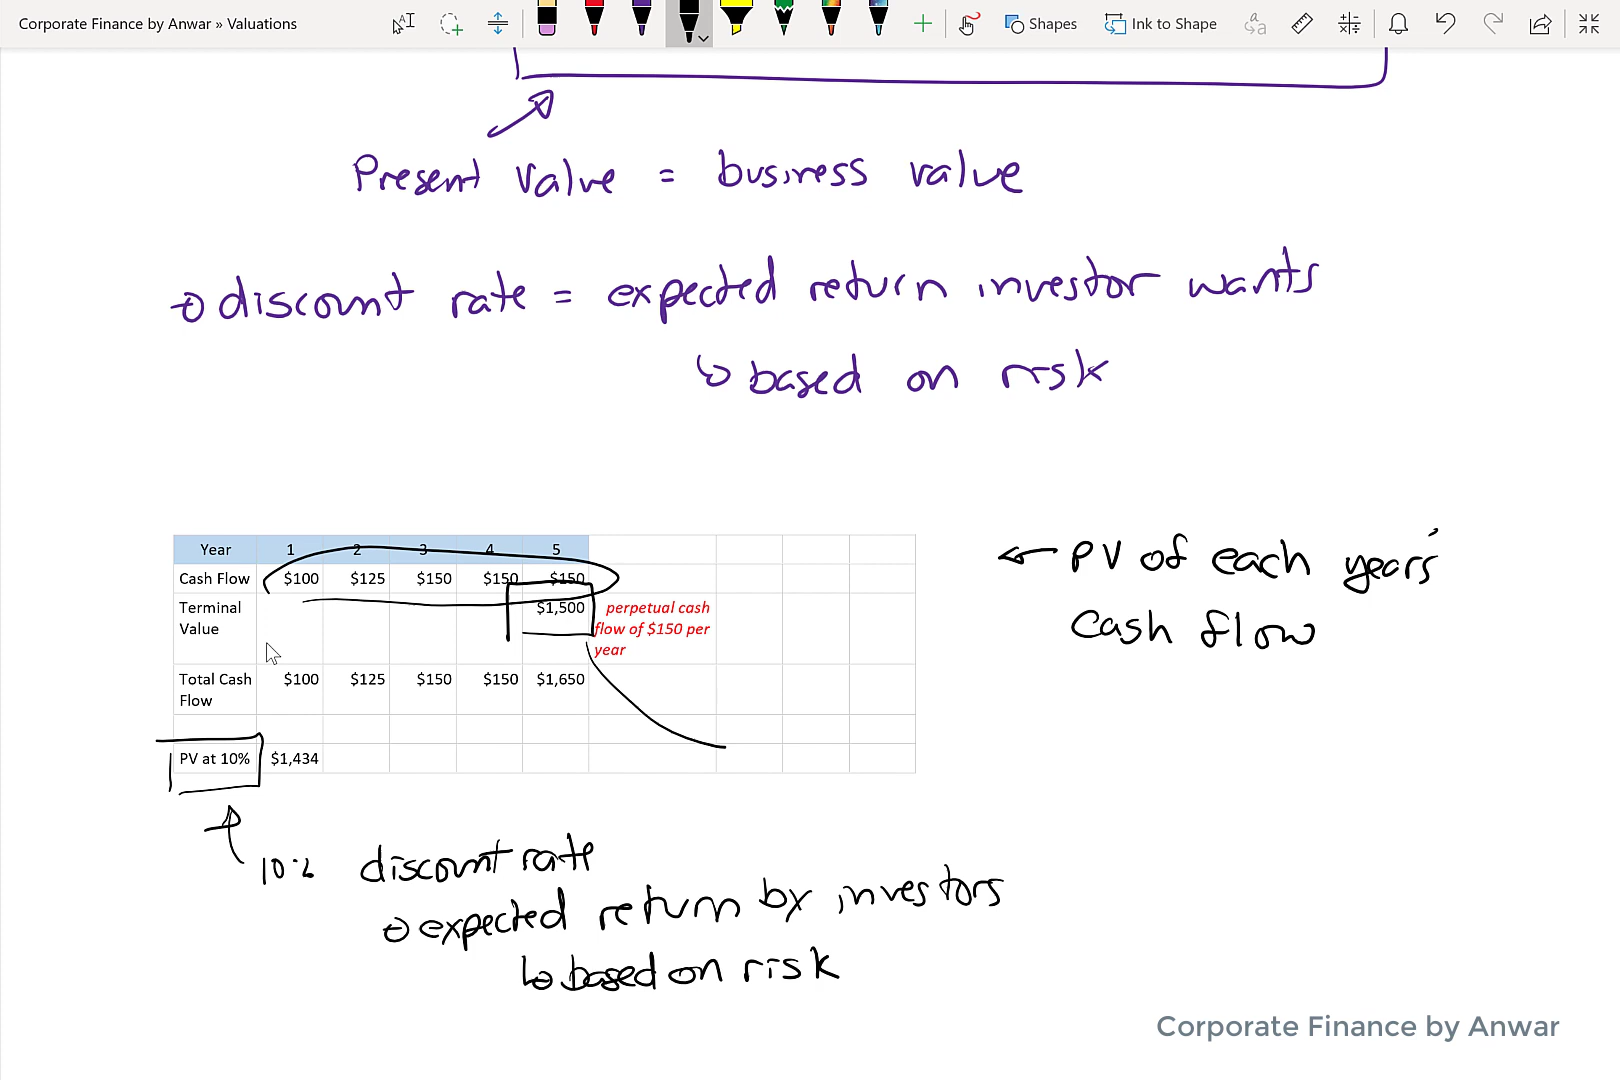 Corporate Finance by Anwar » Valuations
Shapes
Ink to Shape
Present Value = business value
discount rate = expected return investor wants
based on risk
Year 1 2 3 4 5
Cash Flow $100 $125 $150 $150 $150
Terminal Value $1,500 perpetual cash flow of $150 per year
Total Cash Flow $100 $125 $150 $150 $1,650
PV at 10% $1,434
← PV of each years'
Cash flow
10% discount rate
expected return by investors
based on risk
Corporate Finance by Anwar